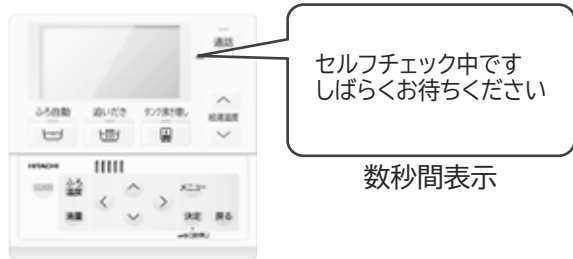 通話
セルフチェック中です
しばらくお待ちください
ふろ自動
追いだき
タンク沸き増し
給湯温度
数秒間表示
HITACHI
ふろ
温度
メニュー
湯量
決定
戻る